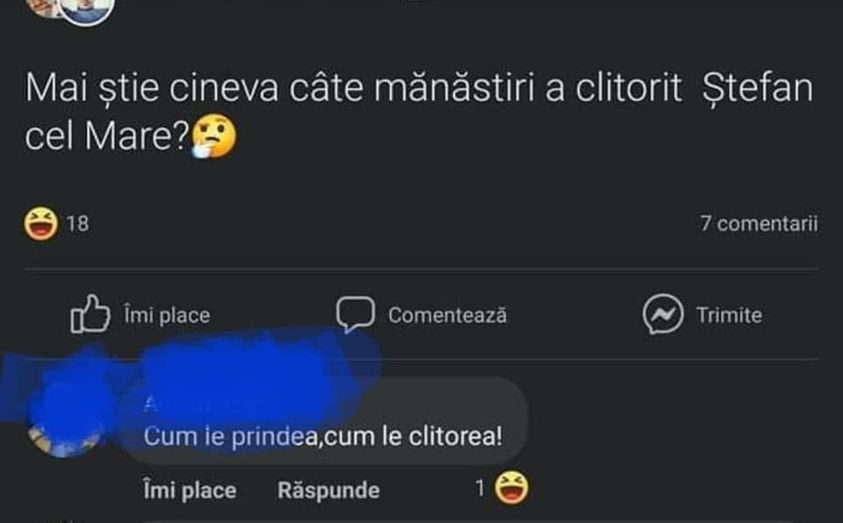 Mai știe cineva câte mănăstiri a clitorit Ștefan
cel Mare?🤔
18
7 comentarii
Îmi place
Comentează
Trimite
Cum le prindea,cum le clitorea!
Îmi place
Răspunde
1